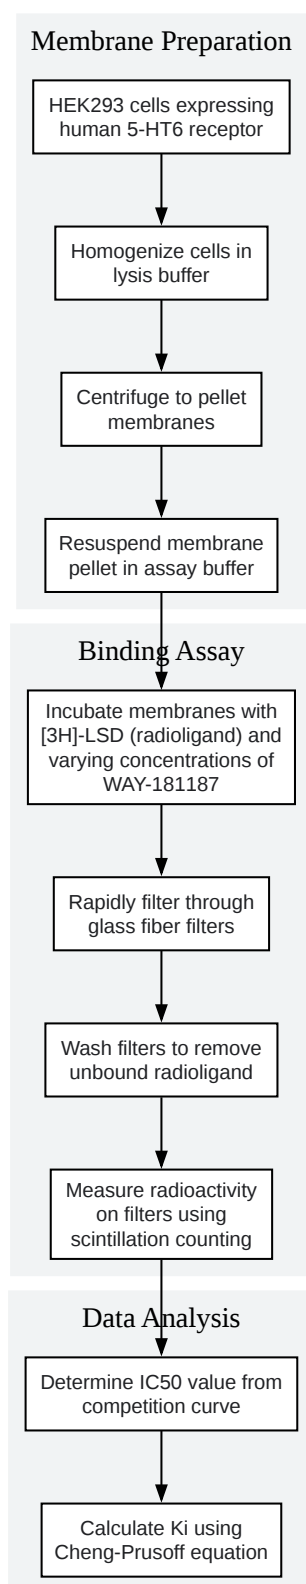 Membrane Preparation
HEK293 cells expressing
human 5-HT6 receptor
Homogenize cells in
lysis buffer
Centrifuge to pellet
membranes
Resuspend membrane
pellet in assay buffer
Binding Assay
Incubate membranes with
[3H]-LSD (radioligand) and
varying concentrations of
WAY-181187
Rapidly filter through
glass fiber filters
Wash filters to remove
unbound radioligand
Measure radioactivity
on filters using
scintillation counting
Data Analysis
Determine IC50 value from
competition curve
Calculate Ki using
Cheng-Prusoff equation